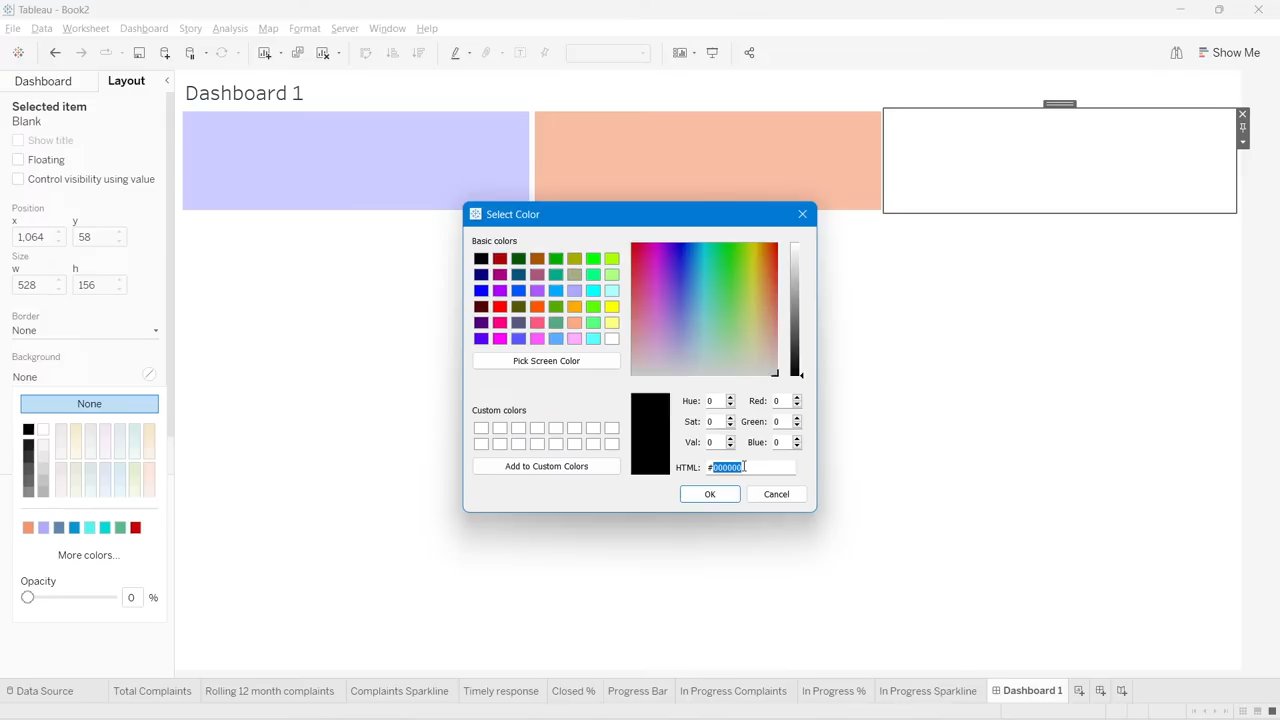 Tableau - Book2
File Data Worksheet Dashboard Story Analysis Map Format Server Window Help
Show Me
Dashboard Layout
Dashboard 1
Selected item
Blank
Show title
Floating
Control visibility using value
Position
x y
1,064 58
Size
w h
528 156
Border
None
Background
None
None
More colors...
Opacity
0 %
Select Color
Basic colors
Pick Screen Color
Custom colors
Add to Custom Colors
Hue: 0 Red: 0
Sat: 0 Green: 0
Val: 0 Blue: 0
HTML: #000000
OK Cancel
Data Source Total Complaints Rolling 12 month complaints Complaints Sparkline Timely response Closed % Progress Bar In Progress Complaints In Progress % In Progress Sparkline Dashboard 1